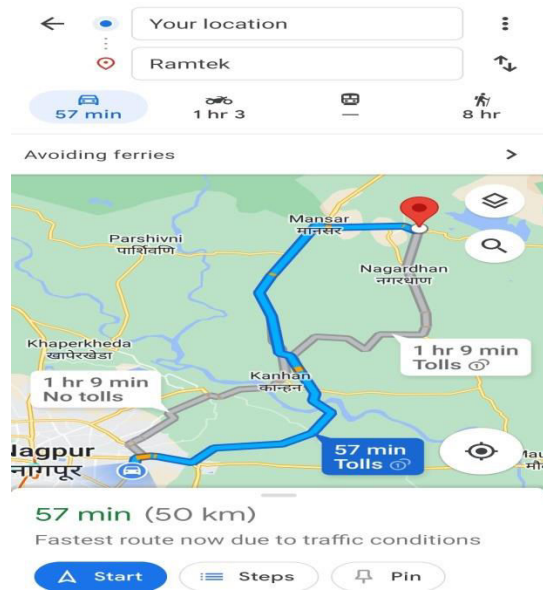 Your location
Ramtek
57 min
1 hr 3
—
8 hr
Avoiding ferries
Mansar
मानसर
Parshivni
पार्शिवणि
Nagardhan
नगरधाण
Khaperkheda
खापेरखेडा
1 hr 9 min
Tolls
Kanhan
कान्हन
1 hr 9 min
No tolls
Nagpur
नागपूर
57 min
Tolls
57 min (50 km)
Fastest route now due to traffic conditions
Start
Steps
Pin